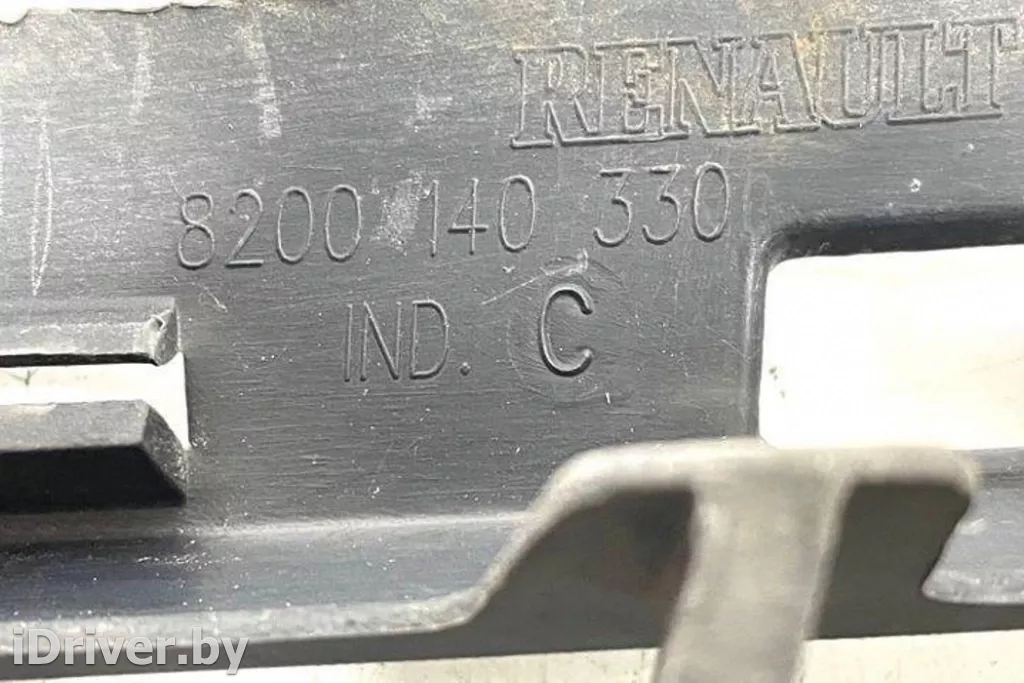 RENAULT
8200 140 330
IND. C
iDriver.by